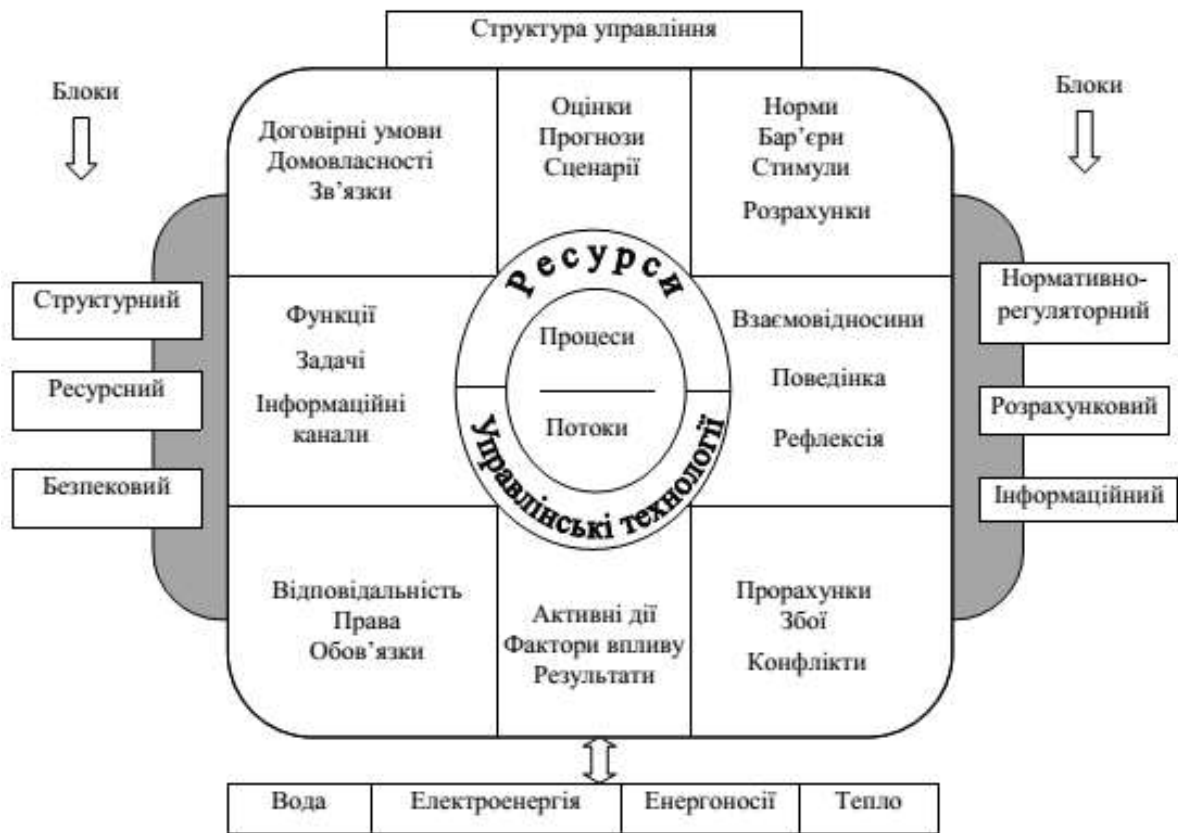 Структура управління
Блоки
Блоки
Договірні умови
Домовласності
Зв’язки
Оцінки
Прогнози
Сценарії
Норми
Бар’єри
Стимули
Розрахунки
Ресурси
Структурний
Ресурсний
Безпековий
Функції
Задачі
Інформаційні
канали
Процеси
Потоки
Управлінські технології
Взаємовідносини
Поведінка
Рефлексія
Нормативно-
регуляторний
Розрахунковий
Інформаційний
Відповідальність
Права
Обов’язки
Активні дії
Фактори впливу
Результати
Прорахунки
Збої
Конфлікти
Вода
Електроенергія
Енергоносії
Тепло